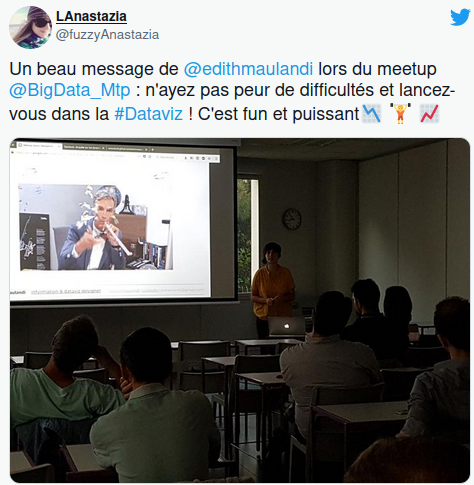 LAnastazia
@fuzzyAnastazia
Un beau message de @edithmaulandi lors du meetup
@BigData_Mtp : n'ayez pas peur de difficultés et lancez-
vous dans la #Dataviz ! C'est fun et puissant